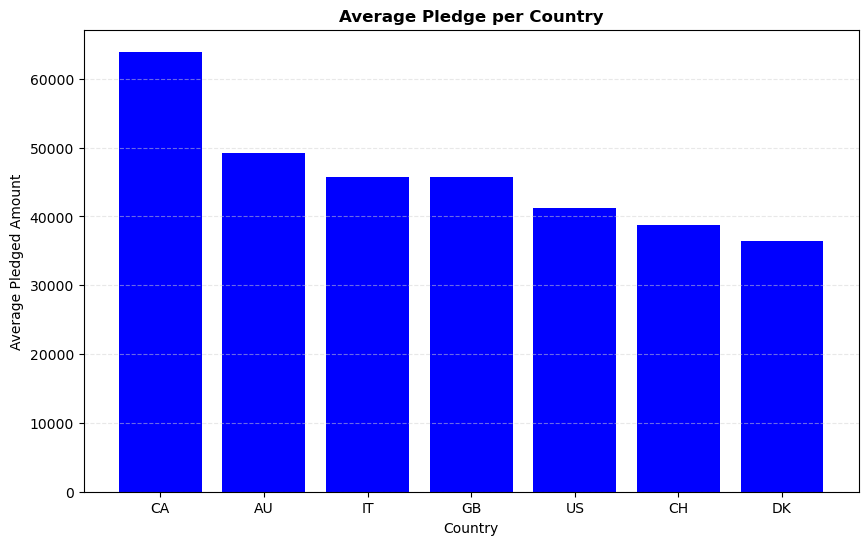 Average Pledge per Country
Average Pledged Amount
60000
50000
40000
30000
20000
10000
0
CA AU IT GB US CH DK
Country